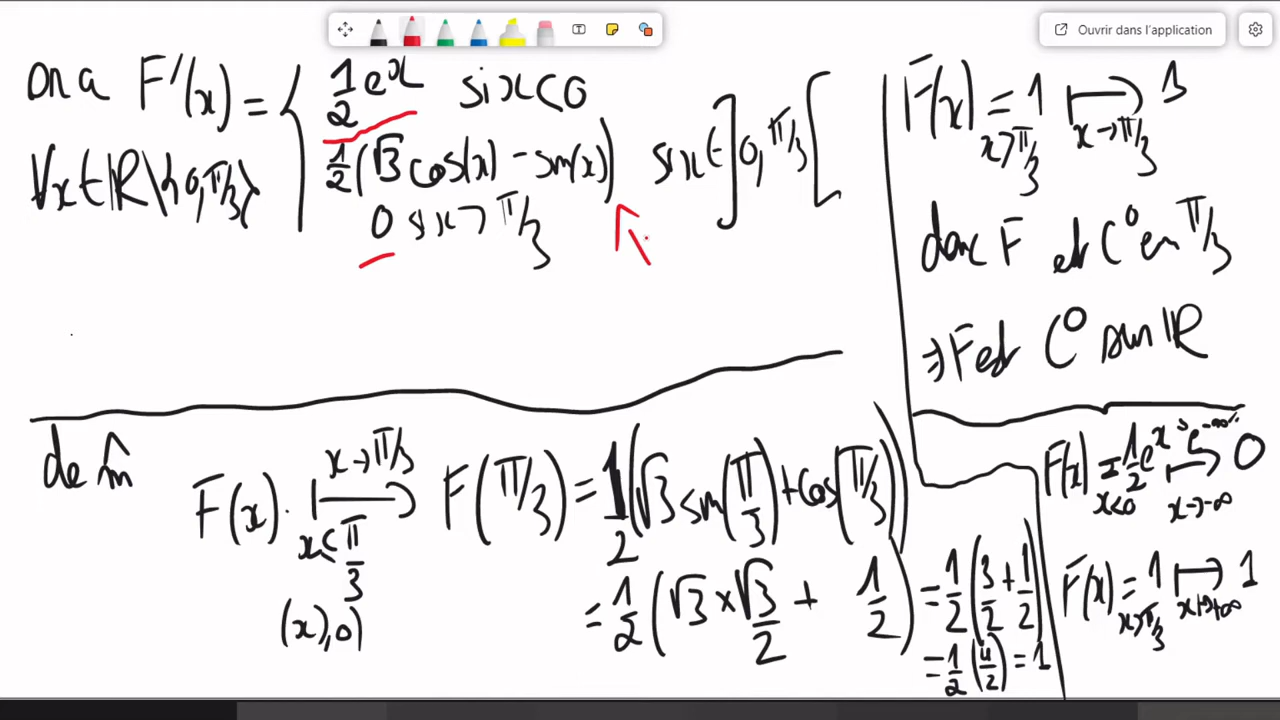 Ouvrir dans l'application
on a F'(x) = { 1/2 e^x si x < 0
∀x ∈ ℝ\{0, π/3}
1/2 (√3 cos(x) - sin(x)) si x ∈ ]0, π/3[
0 si x > π/3
F(x) = 1 ⟼ 1
x > π/3 x → π/3
donc F est C⁰ en π/3
⇒ F est C⁰ sur ℝ
de m̂
F(x) ⟼ F(π/3) = 1/2 (√3 sin(π/3) + cos(π/3))
x → π/3
x ≤ π/3
(x ≥ 0)
= 1/2 (√3 × √3/2 + 1/2) = 1/2 (3/2 + 1/2)
= 1/2 (4/2) = 1
F(x) = 1/2 e^x ⟼ 0
x < 0 x → -∞
F(x) = 1 ⟼ 1
x > π/3 x → +∞